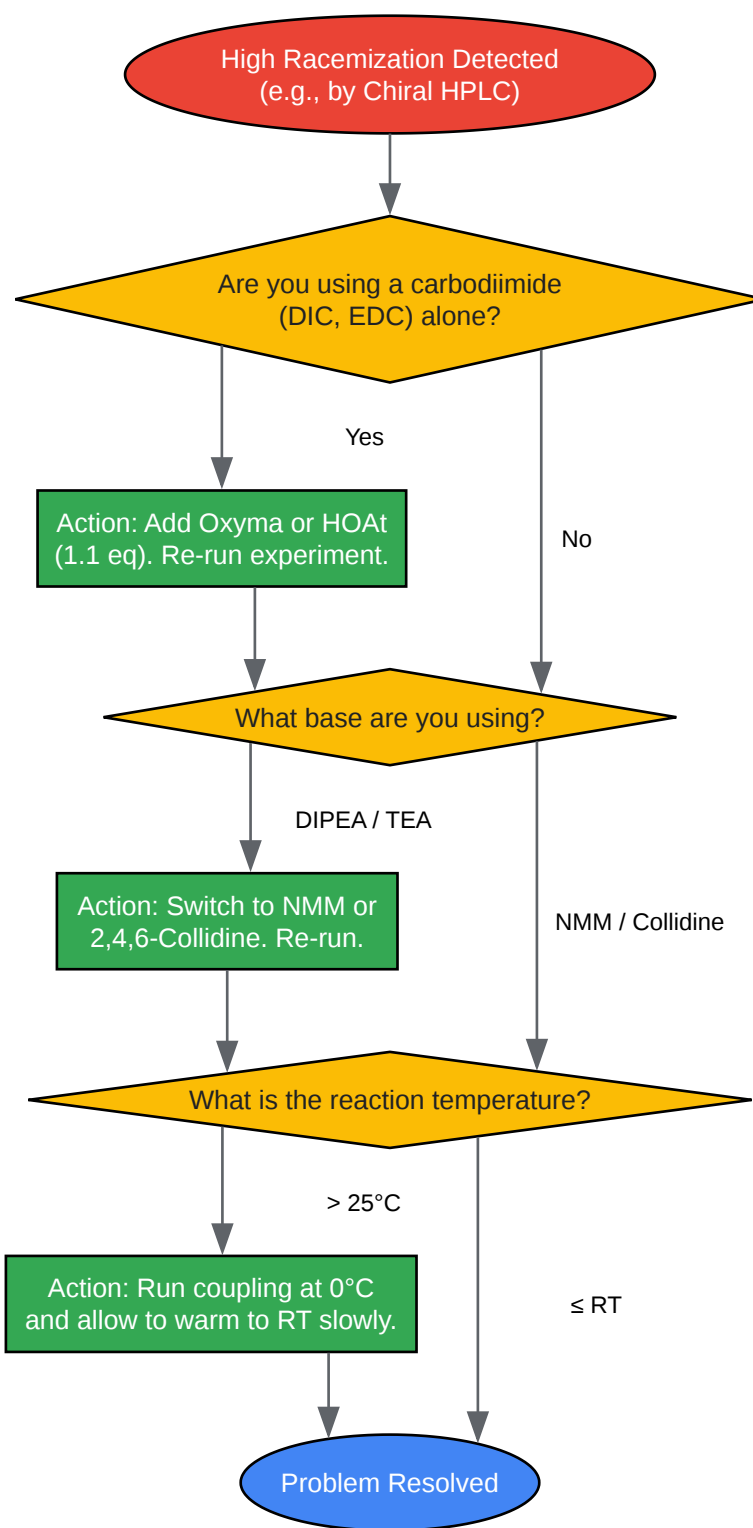 High Racemization Detected
(e.g., by Chiral HPLC)
Are you using a carbodiimide
(DIC, EDC) alone?
Yes
Action: Add Oxyma or HOAt
(1.1 eq). Re-run experiment.
No
What base are you using?
DIPEA / TEA
Action: Switch to NMM or
2,4,6-Collidine. Re-run.
NMM / Collidine
What is the reaction temperature?
> 25°C
Action: Run coupling at 0°C
and allow to warm to RT slowly.
≤ RT
Problem Resolved